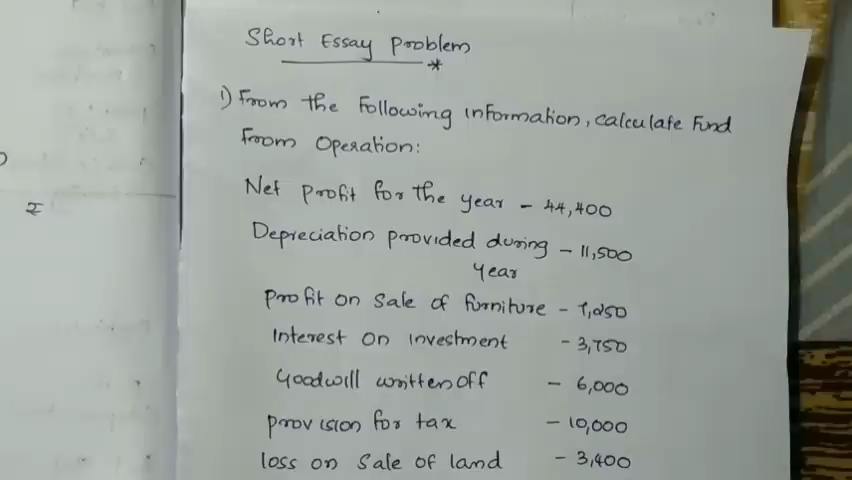 Short Essay Problem
*
1) From the Following information, calculate Fund
From Operation:
Net profit for the year - 44,400
Depreciation provided during - 11,500
year
profit on sale of furniture - 1,250
Interest on investment - 3,750
Goodwill written off - 6,000
provision for tax - 10,000
loss on sale of land - 3,400